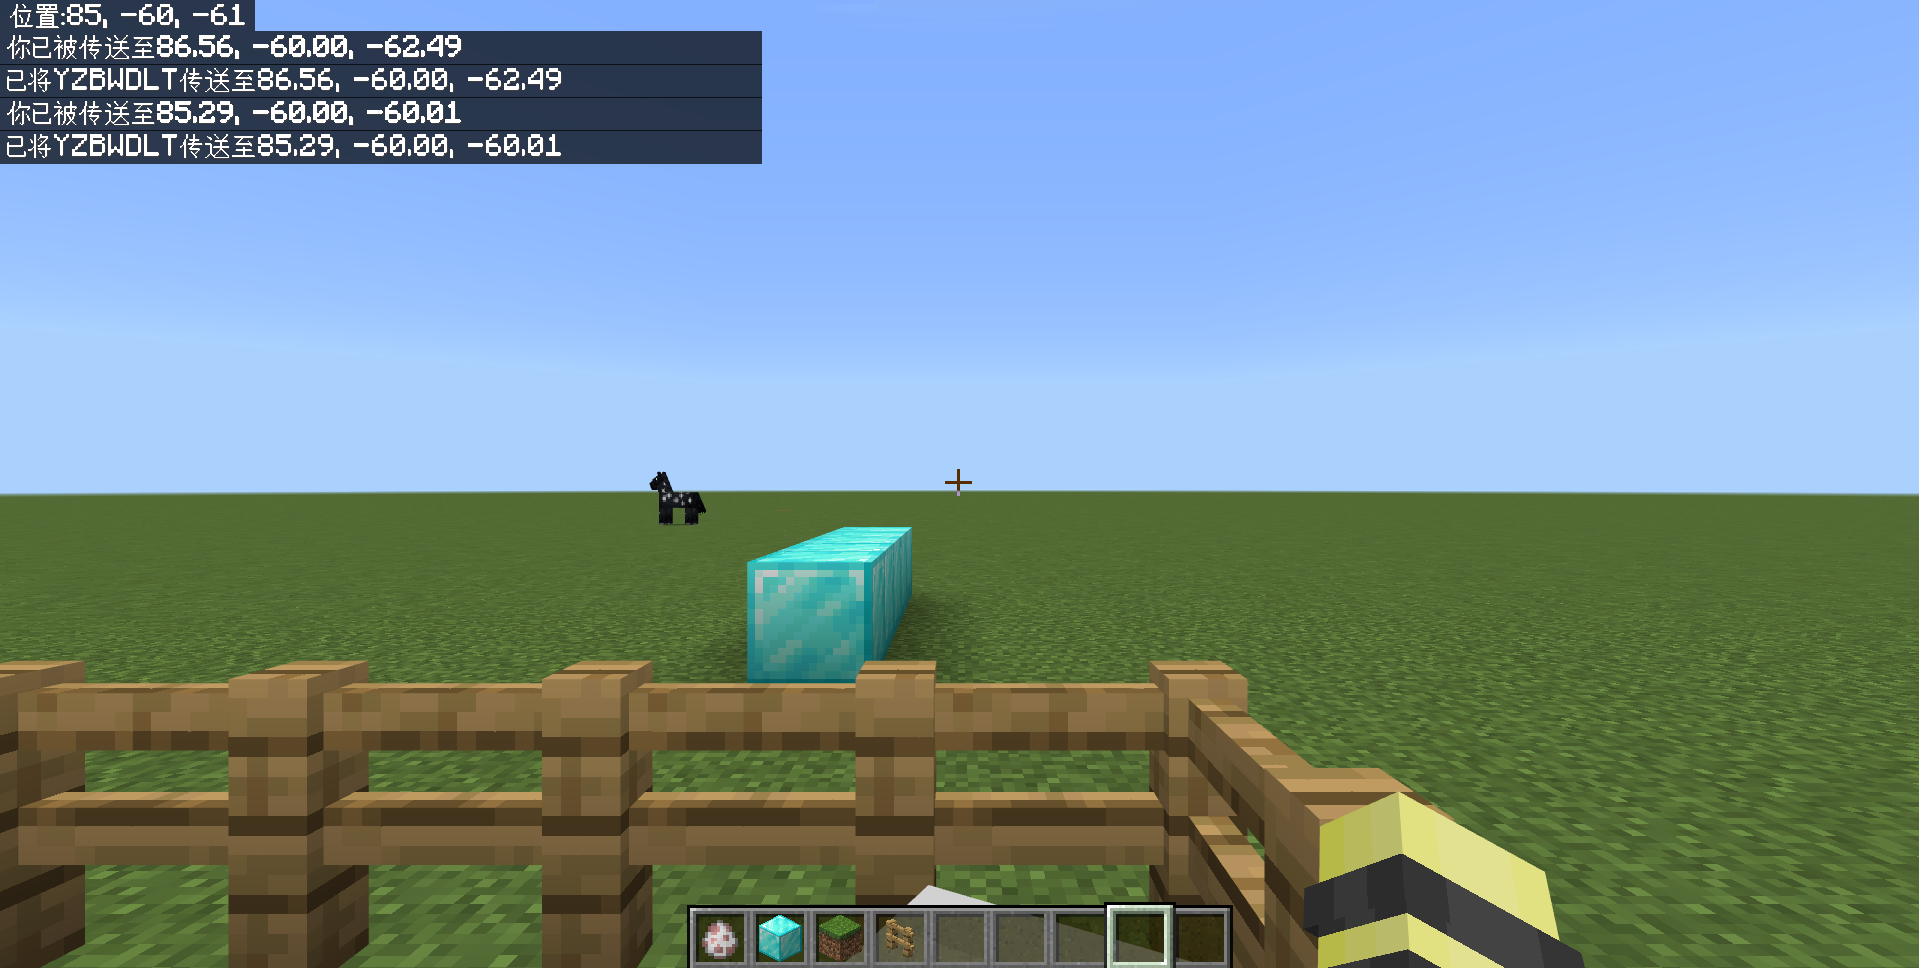 位置:85, -60, -61
你已被传送至86.56, -60.00, -62.49
已将YZBWDLT传送至86.56, -60.00, -62.49
你已被传送至85.29, -60.00, -60.01
已将YZBWDLT传送至85.29, -60.00, -60.01